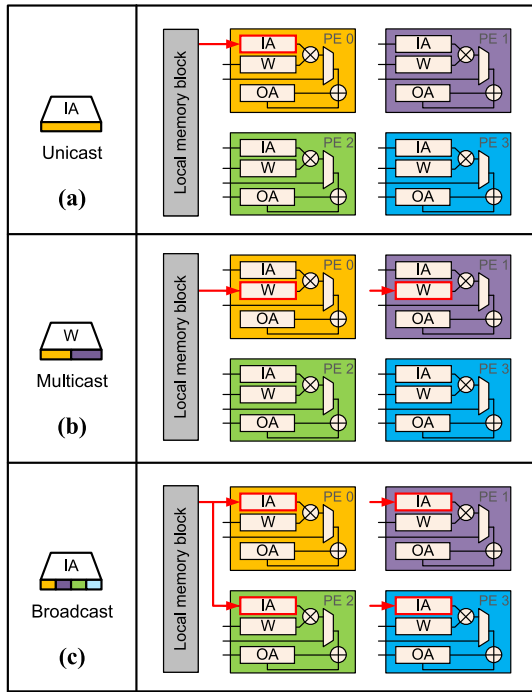 IA
Unicast
(a)
Local memory block
PE 0
IA
W
OA
PE 1
IA
W
OA
PE 2
IA
W
OA
PE 3
IA
W
OA
W
Multicast
(b)
Local memory block
PE 0
IA
W
OA
PE 1
IA
W
OA
PE 2
IA
W
OA
PE 3
IA
W
OA
IA
Broadcast
(c)
Local memory block
PE 0
IA
W
OA
PE 1
IA
W
OA
PE 2
IA
W
OA
PE 3
IA
W
OA